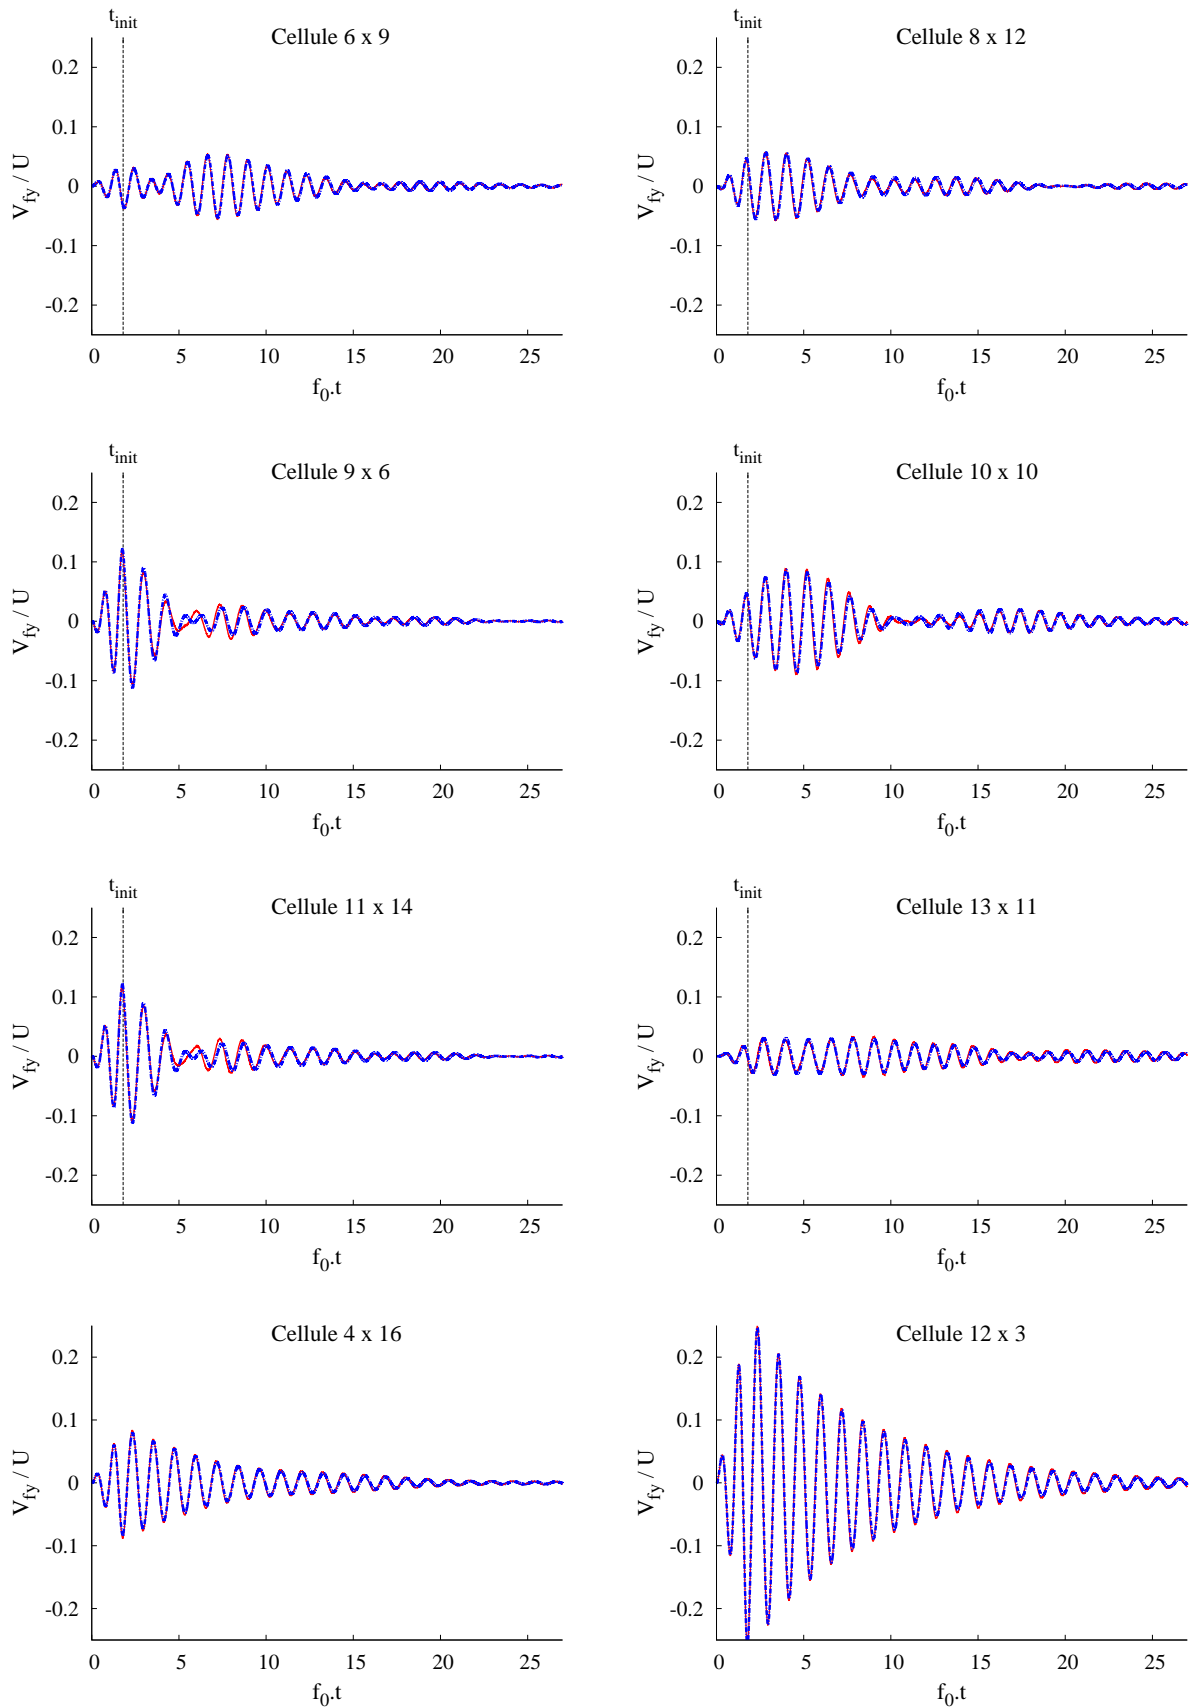 t_init
Cellule 6 x 9
0.2
0.1
0
-0.1
-0.2
V_fy / U
0 5 10 15 20 25
f_0.t
t_init
Cellule 8 x 12
0.2
0.1
0
-0.1
-0.2
V_fy / U
0 5 10 15 20 25
f_0.t
t_init
Cellule 9 x 6
0.2
0.1
0
-0.1
-0.2
V_fy / U
0 5 10 15 20 25
f_0.t
t_init
Cellule 10 x 10
0.2
0.1
0
-0.1
-0.2
V_fy / U
0 5 10 15 20 25
f_0.t
t_init
Cellule 11 x 14
0.2
0.1
0
-0.1
-0.2
V_fy / U
0 5 10 15 20 25
f_0.t
t_init
Cellule 13 x 11
0.2
0.1
0
-0.1
-0.2
V_fy / U
0 5 10 15 20 25
f_0.t
Cellule 4 x 16
0.2
0.1
0
-0.1
-0.2
V_fy / U
0 5 10 15 20 25
f_0.t
Cellule 12 x 3
0.2
0.1
0
-0.1
-0.2
V_fy / U
0 5 10 15 20 25
f_0.t